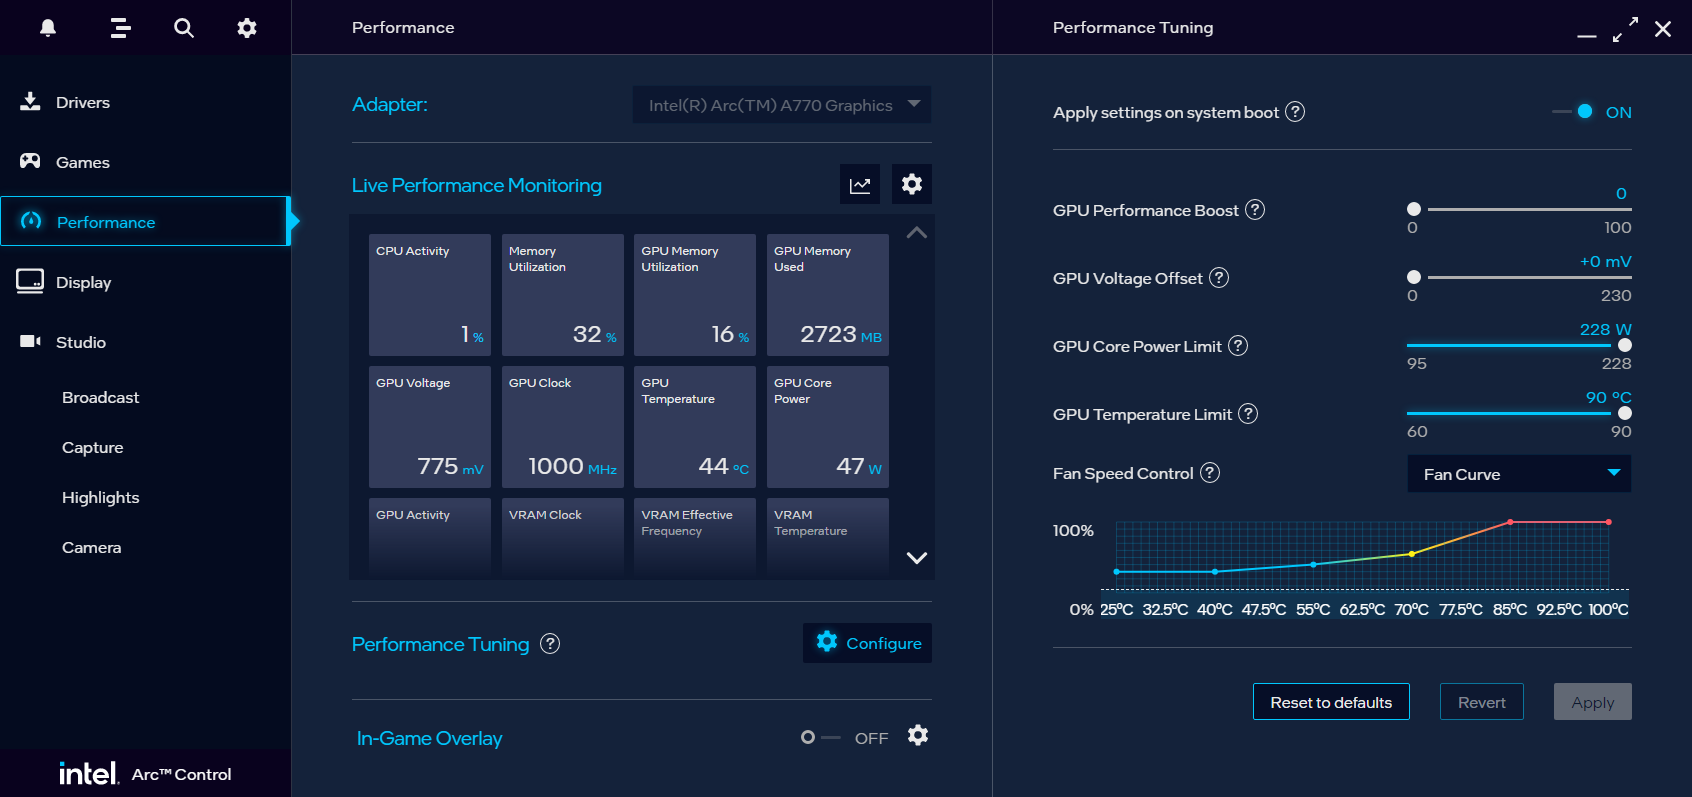 Performance
Performance Tuning
Drivers
Games
Performance
Display
Studio
Broadcast
Capture
Highlights
Camera
intel. Arc™ Control
Adapter:
Intel(R) Arc(TM) A770 Graphics
Live Performance Monitoring
CPU Activity
1 %
Memory
Utilization
32 %
GPU Memory
Utilization
16 %
GPU Memory
Used
2723 MB
GPU Voltage
775 mV
GPU Clock
1000 MHz
GPU
Temperature
44 °C
GPU Core
Power
47 W
GPU Activity
VRAM Clock
VRAM Effective
Frequency
VRAM
Temperature
Performance Tuning ?
Configure
In-Game Overlay
OFF
Apply settings on system boot ?
ON
GPU Performance Boost ?
0
0 100
GPU Voltage Offset ?
+0 mV
0 230
GPU Core Power Limit ?
228 W
95 228
GPU Temperature Limit ?
90 °C
60 90
Fan Speed Control ?
Fan Curve
100%
0%
25°C 32.5°C 40°C 47.5°C 55°C 62.5°C 70°C 77.5°C 85°C 92.5°C 100°C
Reset to defaults
Revert
Apply